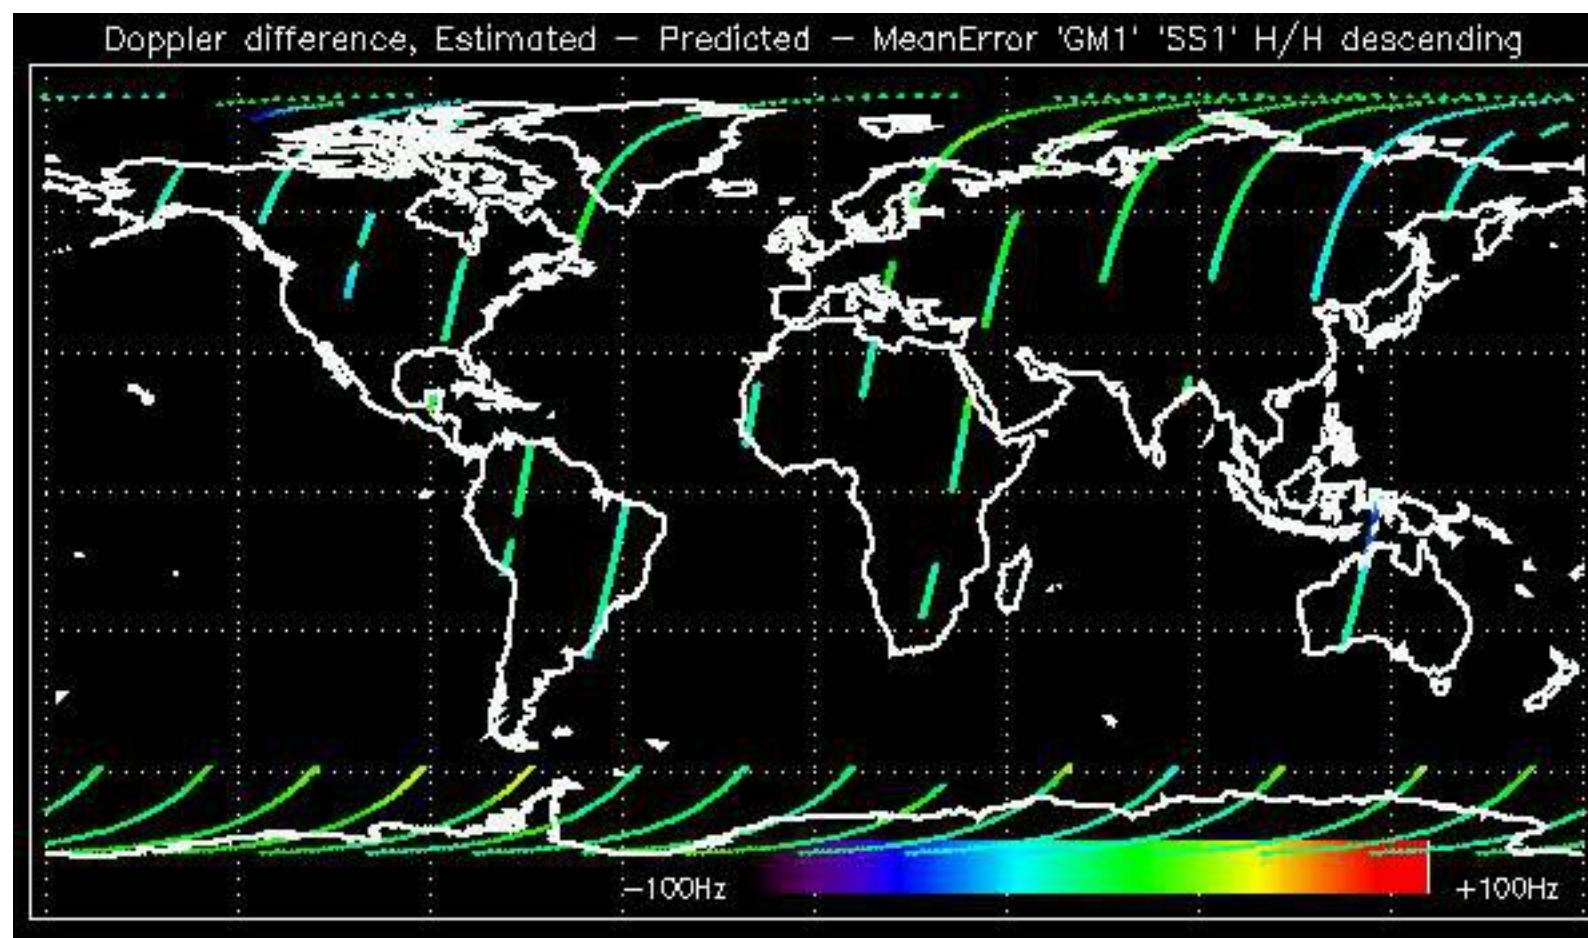 Doppler difference, Estimated — Predicted — MeanError 'GM1' 'SS1' H/H descending
—100Hz
+100Hz